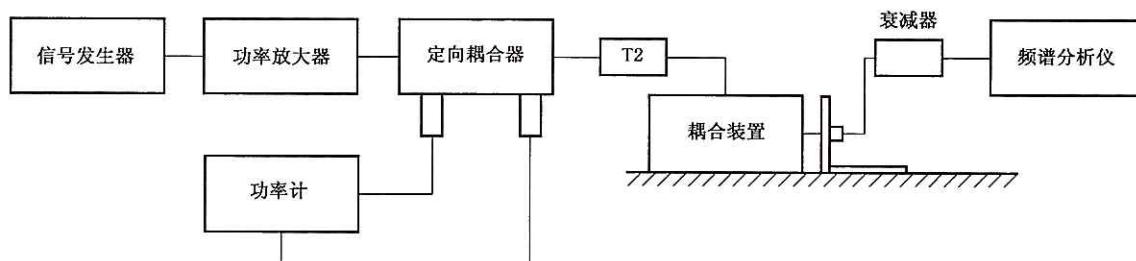 信号发生器
功率放大器
定向耦合器
T2
衰减器
频谱分析仪
耦合装置
功率计